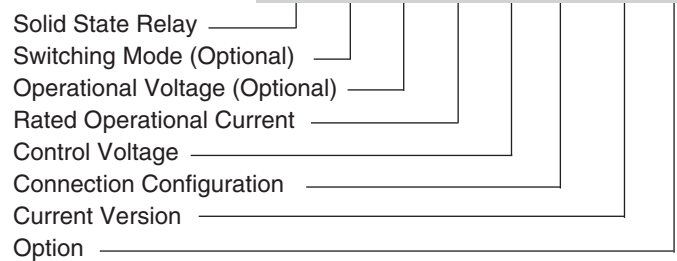 Solid State Relay
Switching Mode (Optional)
Operational Voltage (Optional)
Rated Operational Current
Control Voltage
Connection Configuration
Current Version
Option